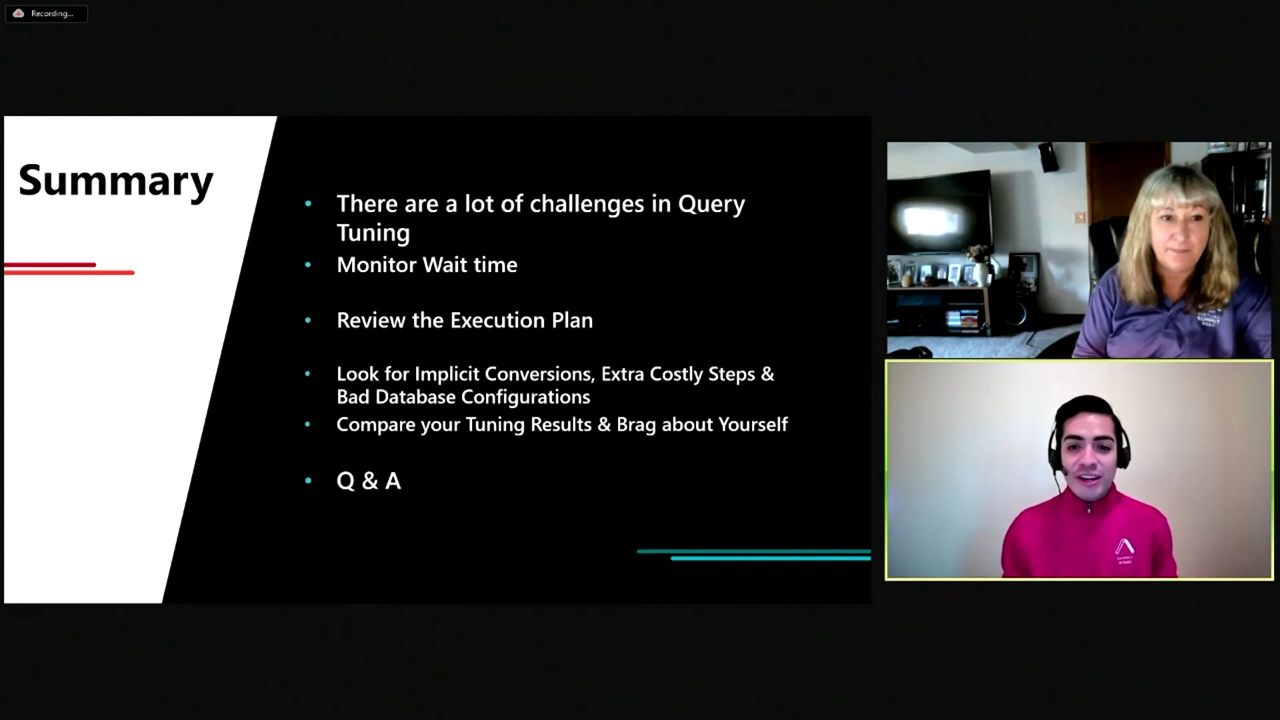 Recording...
Summary
There are a lot of challenges in Query
Tuning
Monitor Wait time
Review the Execution Plan
Look for Implicit Conversions, Extra Costly Steps &
Bad Database Configurations
Compare your Tuning Results & Brag about Yourself
Q & A